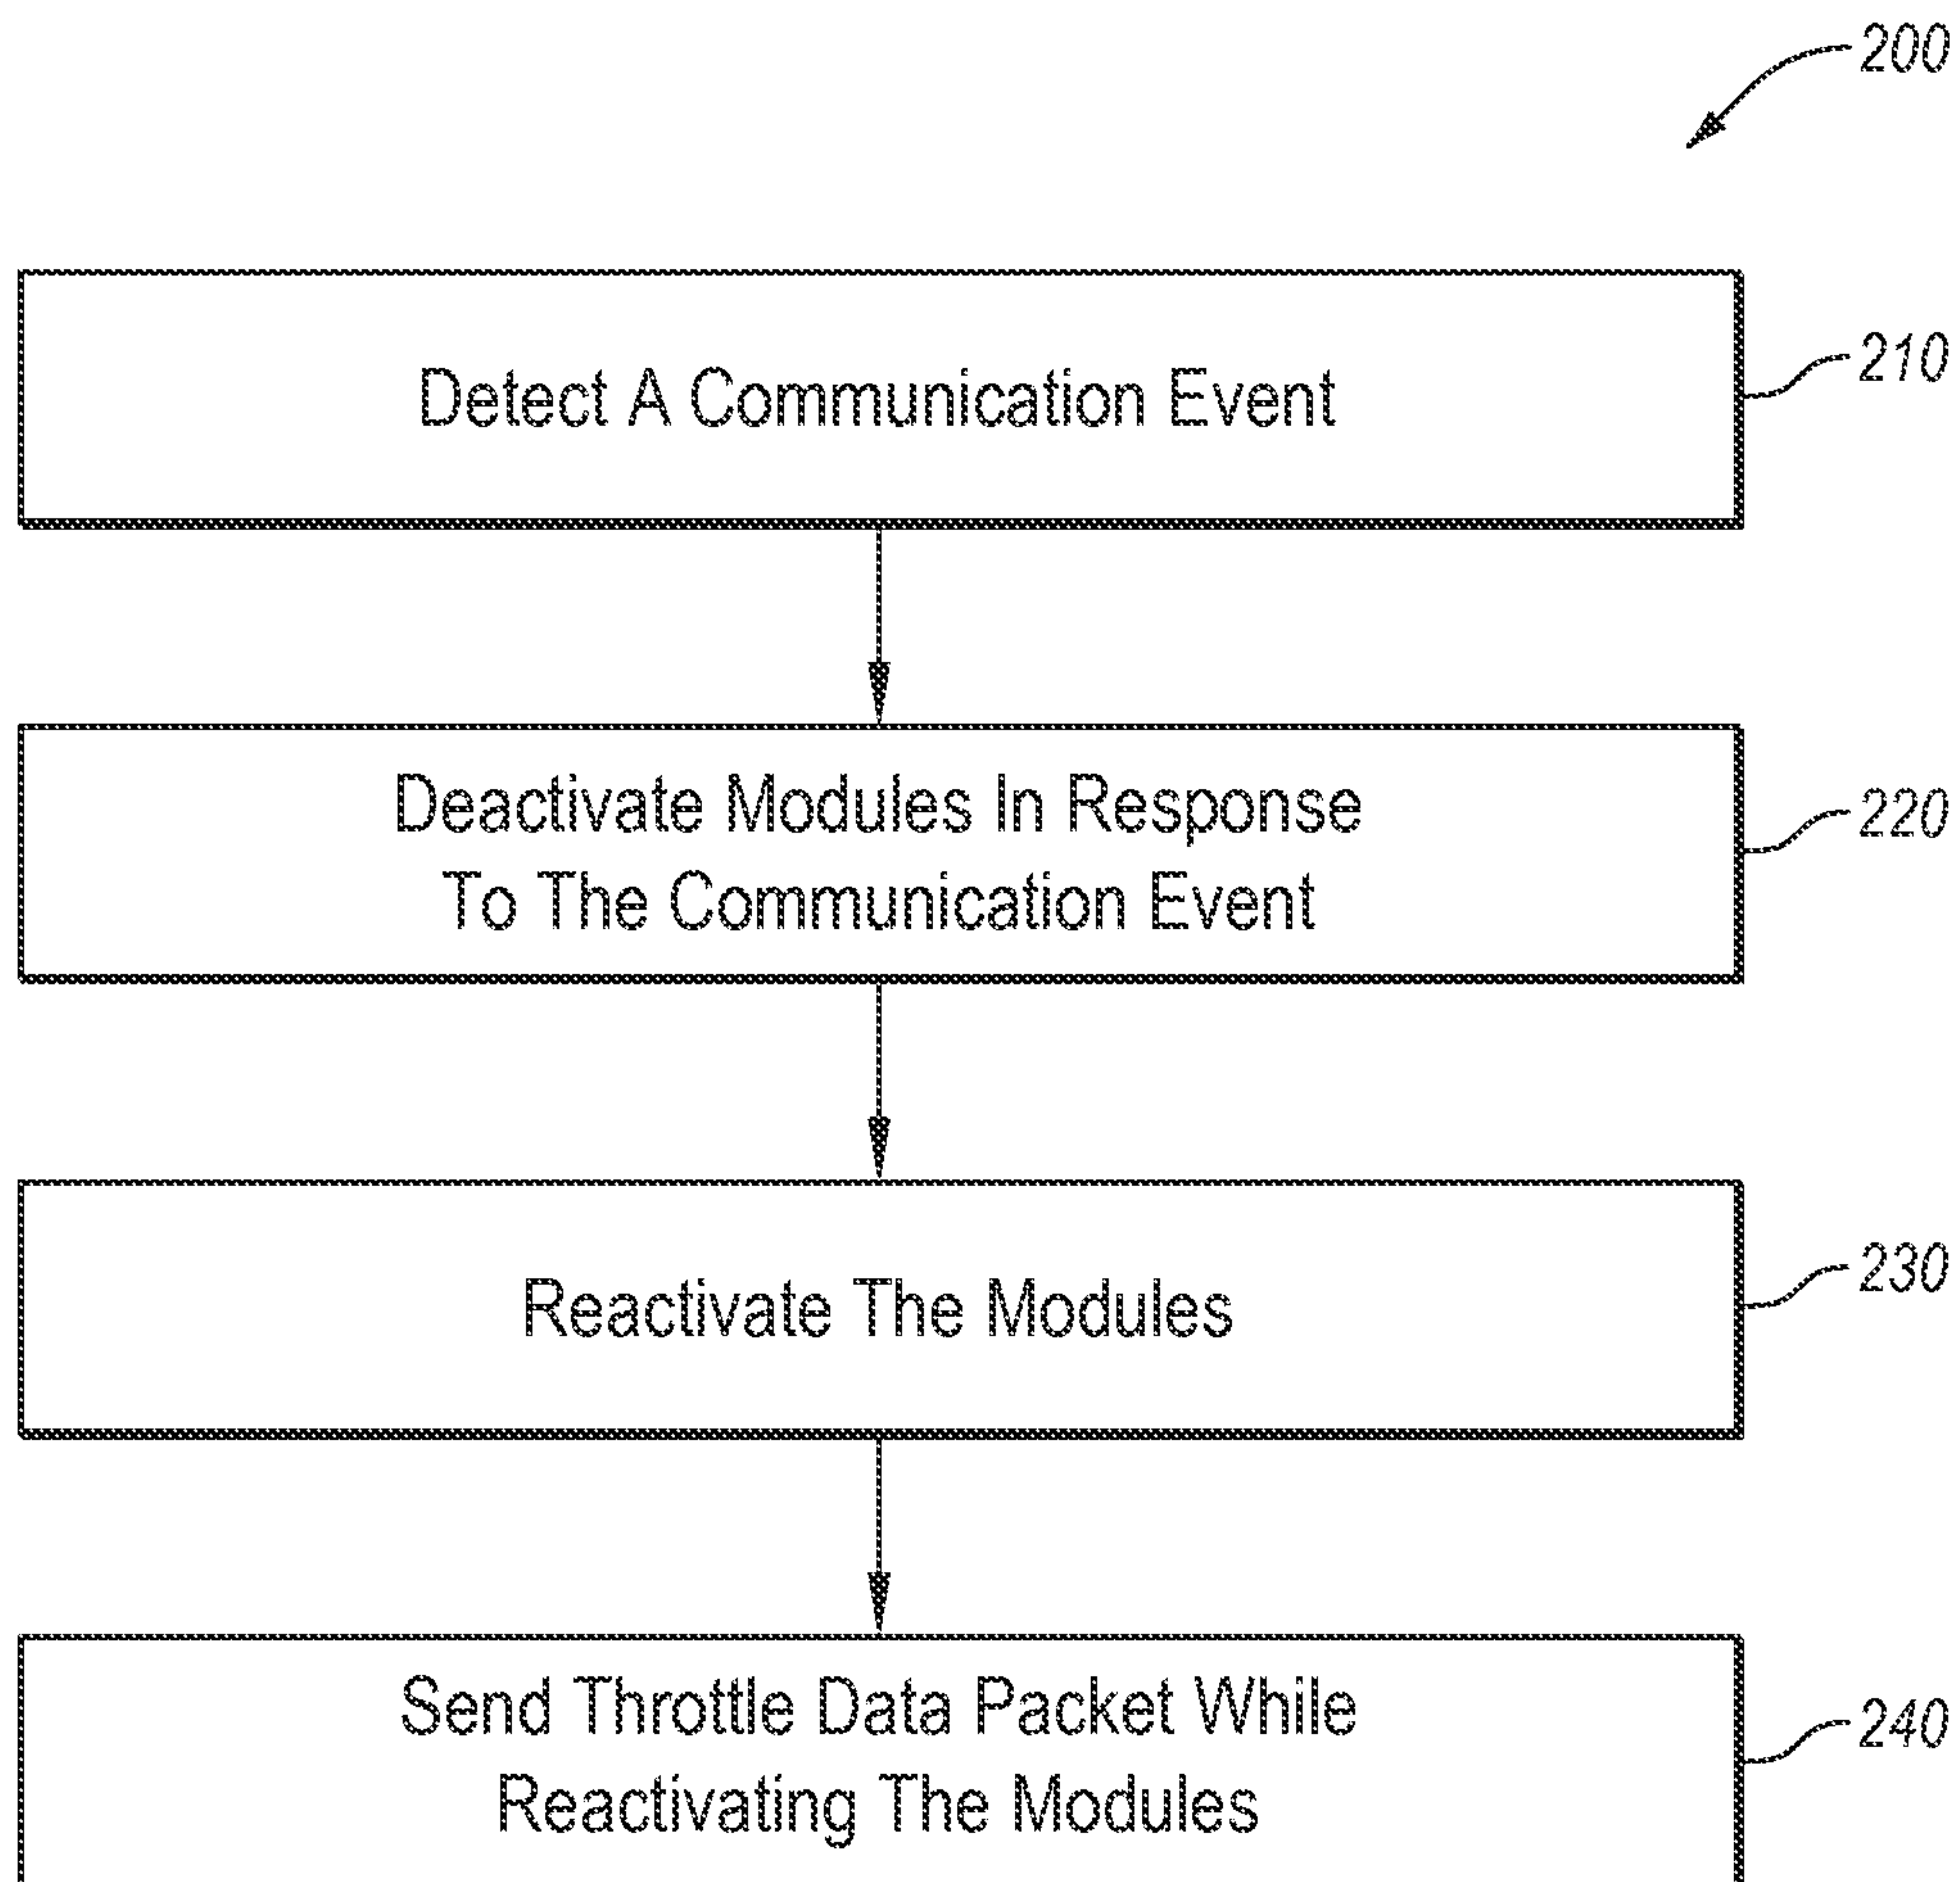 200
Detect A Communication Event
210
Deactivate Modules In Response
To The Communication Event
220
Reactivate The Modules
230
Send Throttle Data Packet While
Reactivating The Modules
240